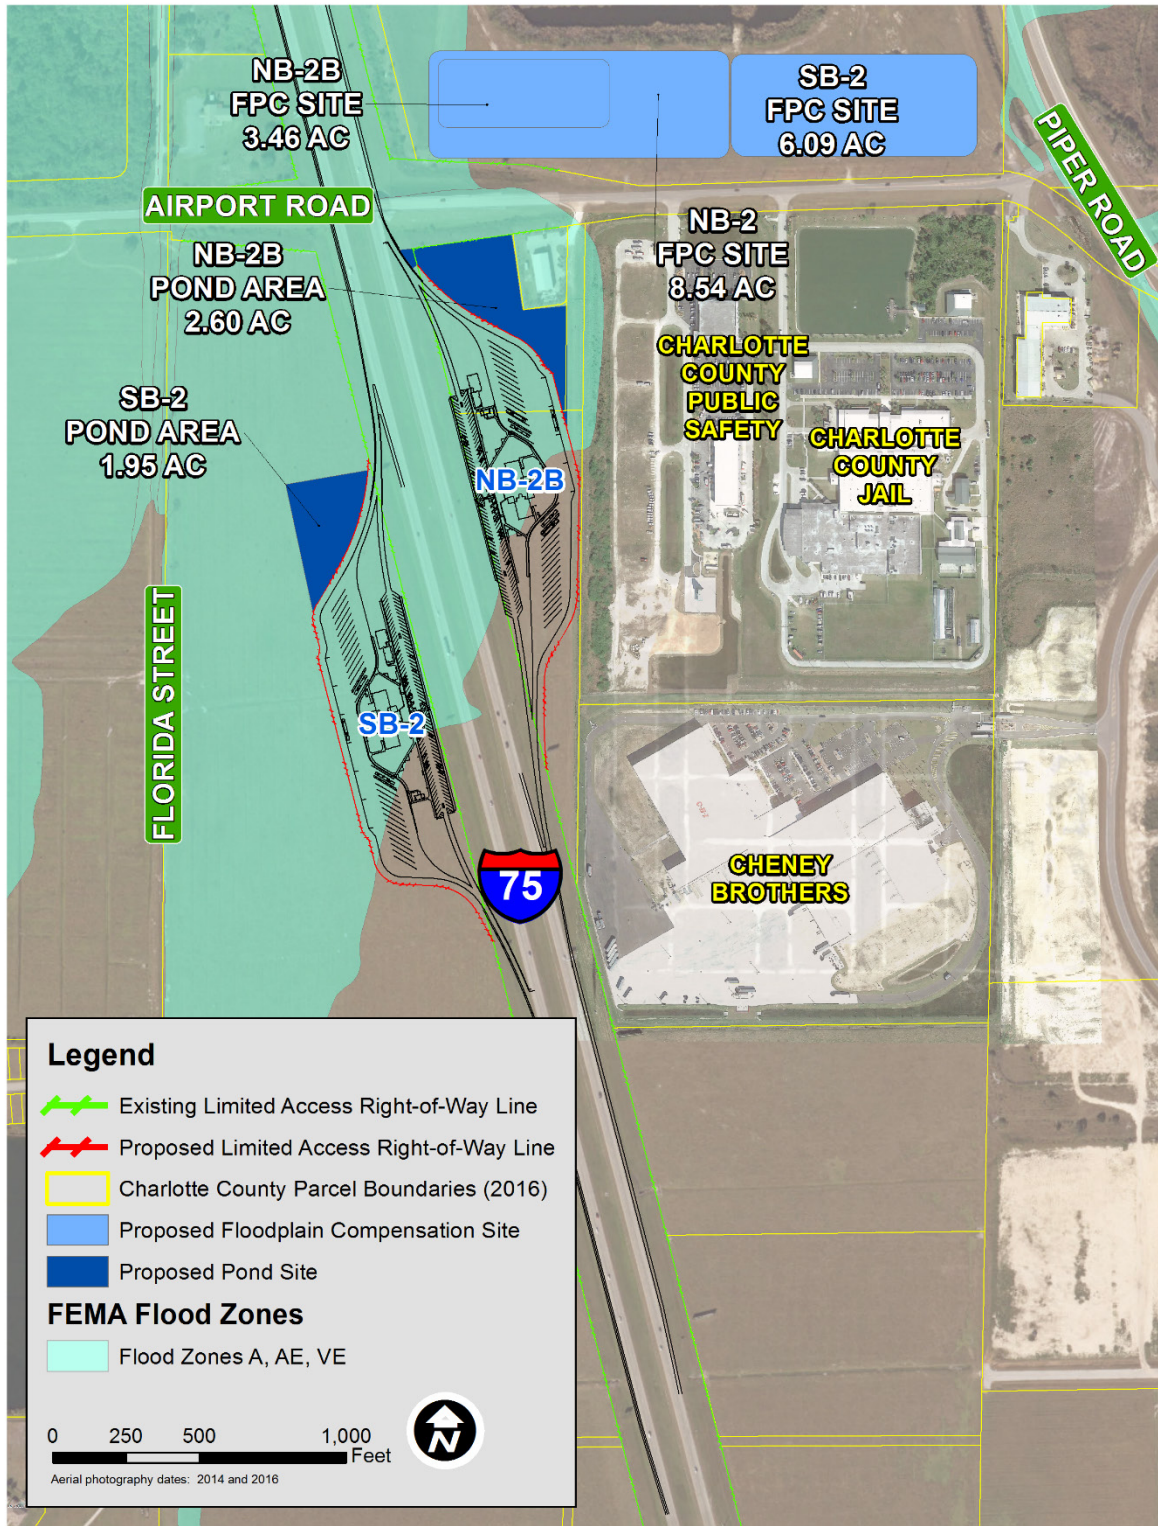 NB-2B
FPC SITE
3.46 AC
SB-2
FPC SITE
6.09 AC
PIPER ROAD
AIRPORT ROAD
NB-2
FPC SITE
8.54 AC
NB-2B
POND AREA
2.60 AC
CHARLOTTE
COUNTY
PUBLIC
SAFETY
CHARLOTTE
COUNTY
JAIL
SB-2
POND AREA
1.95 AC
NB-2B
FLORIDA STREET
SB-2
75
CHENEY
BROTHERS
Legend
Existing Limited Access Right-of-Way Line
Proposed Limited Access Right-of-Way Line
Charlotte County Parcel Boundaries (2016)
Proposed Floodplain Compensation Site
Proposed Pond Site
FEMA Flood Zones
Flood Zones A, AE, VE
0 250 500 1,000
Feet
N
Aerial photography dates: 2014 and 2016